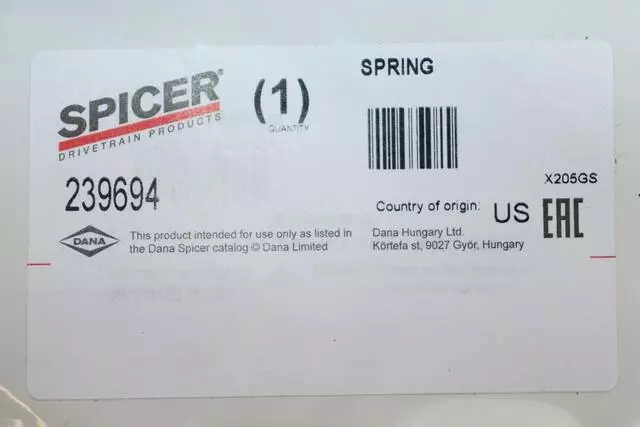 SPRING
SPICER®
(1)
QUANTITY
DRIVETRAIN PRODUCTS
X205GS
239694
Country of origin: US
EAC
DANA
This product intended for use only as listed in
the Dana Spicer catalog © Dana Limited
Dana Hungary Ltd.
Körtefa st, 9027 Győr, Hungary